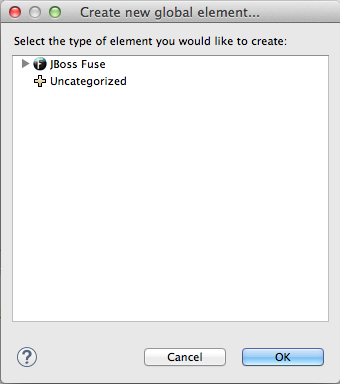 Create new global element...
Select the type of element you would like to create:
JBoss Fuse
Uncategorized
?
Cancel
OK